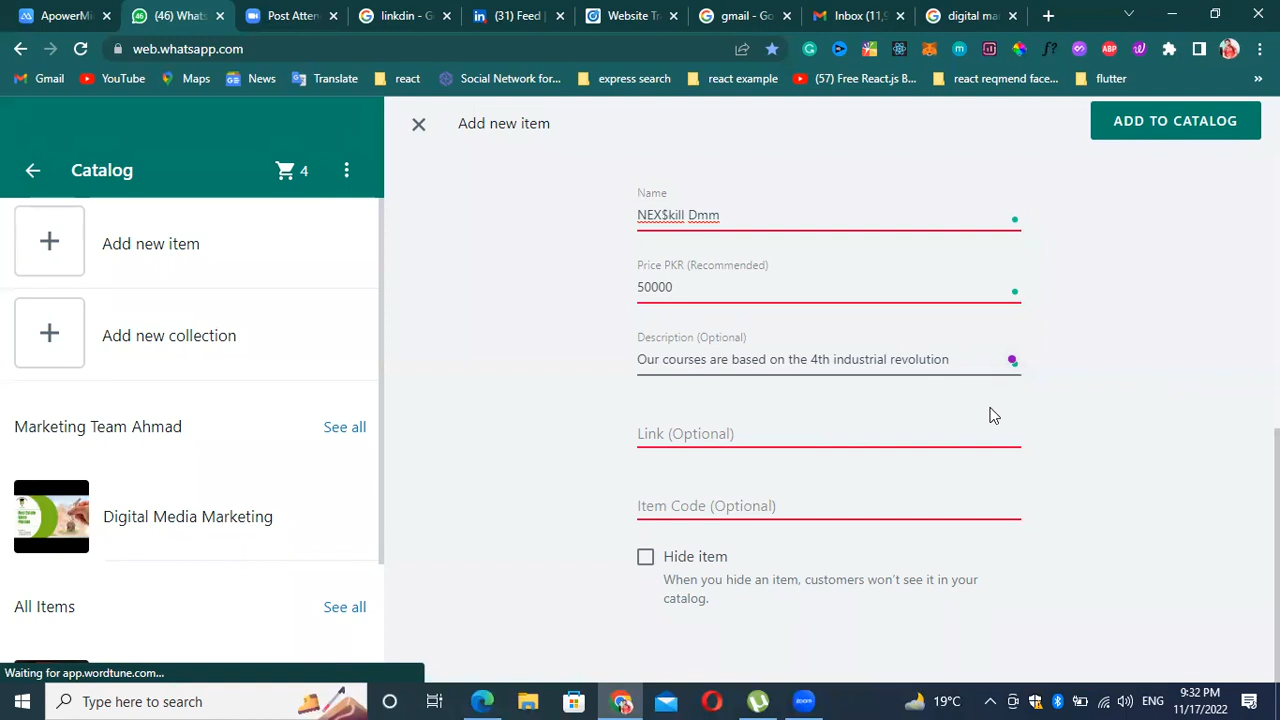 ApowerMi
(46) Whats
Post Atten
linkdin - Go
(31) Feed |
Website Tra
gmail - Go
Inbox (11,9
digital ma
web.whatsapp.com
Gmail
YouTube
Maps
News
Translate
react
Social Network for...
express search
react example
(57) Free React.js B...
react reqmend face...
flutter
»
Catalog
4
Add new item
Add new collection
Marketing Team Ahmad
See all
Digital Media Marketing
All Items
See all
Add new item
ADD TO CATALOG
Name
NEX$kill Dmm
Price PKR (Recommended)
50000
Description (Optional)
Our courses are based on the 4th industrial revolution
Link (Optional)
Item Code (Optional)
Hide item
When you hide an item, customers won't see it in your
catalog.
Waiting for app.wordtune.com...
Type here to search
zoom
19°C
ENG
9:32 PM
11/17/2022